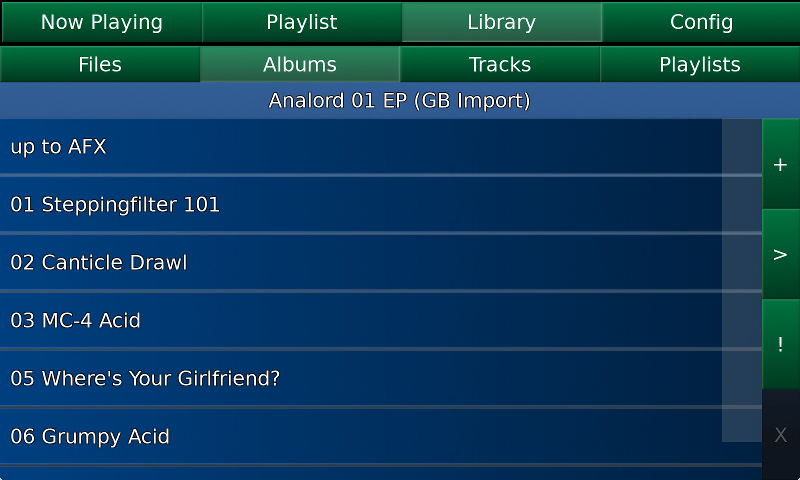 Now Playing Playlist Library Config
Files Albums Tracks Playlists
Analord 01 EP (GB Import)
up to AFX
+
01 Steppingfilter 101
02 Canticle Drawl
>
03 MC-4 Acid
!
05 Where's Your Girlfriend?
06 Grumpy Acid
X